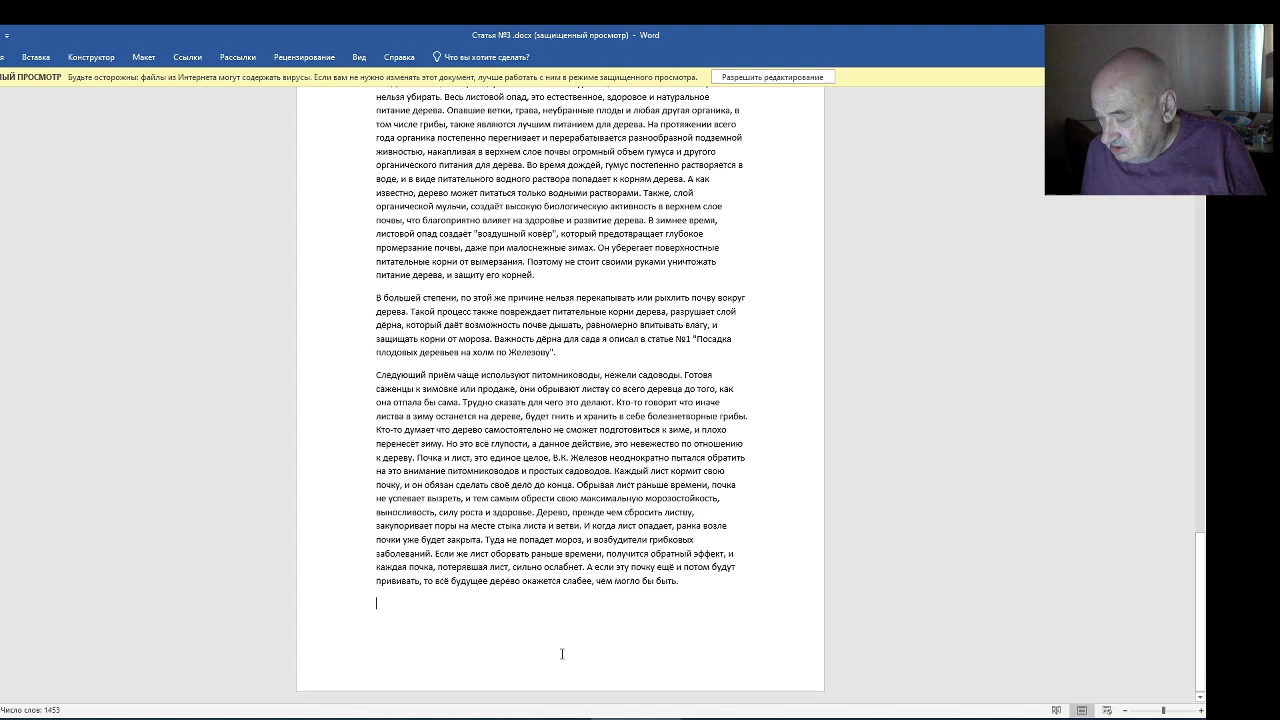 Статья №3 .docx (защищенный просмотр) - Word
Вставка Конструктор Макет Ссылки Рассылки Рецензирование Вид Справка Что вы хотите сделать?
ЫЙ ПРОСМОТР Будьте осторожны: файлы из Интернета могут содержать вирусы. Если вам не нужно изменять этот документ, лучше работать с ним в режиме защищенного просмотра. Разрешить редактирование
нельзя убирать. Весь листовой опад, это естественное, здоровое и натуральное
питание дерева. Опавшие ветки, трава, неубранные плоды и любая другая органика, в
том числе грибы, также являются лучшим питанием для дерева. На протяжении всего
года органика постепенно перегнивает и перерабатывается разнообразной подземной
живностью, накапливая в верхнем слое почвы огромный объем гумуса и другого
органического питания для дерева. Во время дождей, гумус постепенно растворяется в
воде, и в виде питательного водного раствора попадает к корням дерева. А как
известно, дерево может питаться только водными растворами. Также, слой
органической мульчи, создаёт высокую биологическую активность в верхнем слое
почвы, что благоприятно влияет на здоровье и развитие дерева. В зимнее время,
листовой опад создаёт "воздушный ковёр", который предотвращает глубокое
промерзание почвы, даже при малоснежные зимах. Он уберегает поверхностные
питательные корни от вымерзания. Поэтому не стоит своими руками уничтожать
питание дерева, и защиту его корней.
В большей степени, по этой же причине нельзя перекапывать или рыхлить почву вокруг
дерева. Такой процесс также повреждает питательные корни дерева, разрушает слой
дёрна, который даёт возможность почве дышать, равномерно впитывать влагу, и
защищать корни от мороза. Важность дёрна для сада я описал в статье №1 "Посадка
плодовых деревьев на холм по Железову".
Следующий приём чаще используют питомниководы, нежели садоводы. Готовя
саженцы к зимовке или продаже, они обрывают листву со всего деревца до того, как
она отпала бы сама. Трудно сказать для чего это делают. Кто-то говорит что иначе
листва в зиму останется на дереве, будет гнить и хранить в себе болезнетворные грибы.
Кто-то думает что дерево самостоятельно не сможет подготовиться к зиме, и плохо
перенесёт зиму. Но это всё глупости, а данное действие, это невежество по отношению
к дереву. Почка и лист, это единое целое. В.К. Железов неоднократно пытался обратить
на это внимание питомниководов и простых садоводов. Каждый лист кормит свою
почку, и он обязан сделать своё дело до конца. Обрывая лист раньше времени, почка
не успевает вызреть, и тем самым обрести свою максимальную морозостойкость,
выносливость, силу роста и здоровье. Дерево, прежде чем сбросить листву,
закупоривает поры на месте стыка листа и ветви. И когда лист опадает, ранка возле
почки уже будет закрыта. Туда не попадет мороз, и возбудители грибковых
заболеваний. Если же лист оборвать раньше времени, получится обратный эффект, и
каждая почка, потерявшая лист, сильно ослабнет. А если эту почку ещё и потом будут
прививать, то всё будущее дерево окажется слабее, чем могло бы быть.
Число слов: 1453